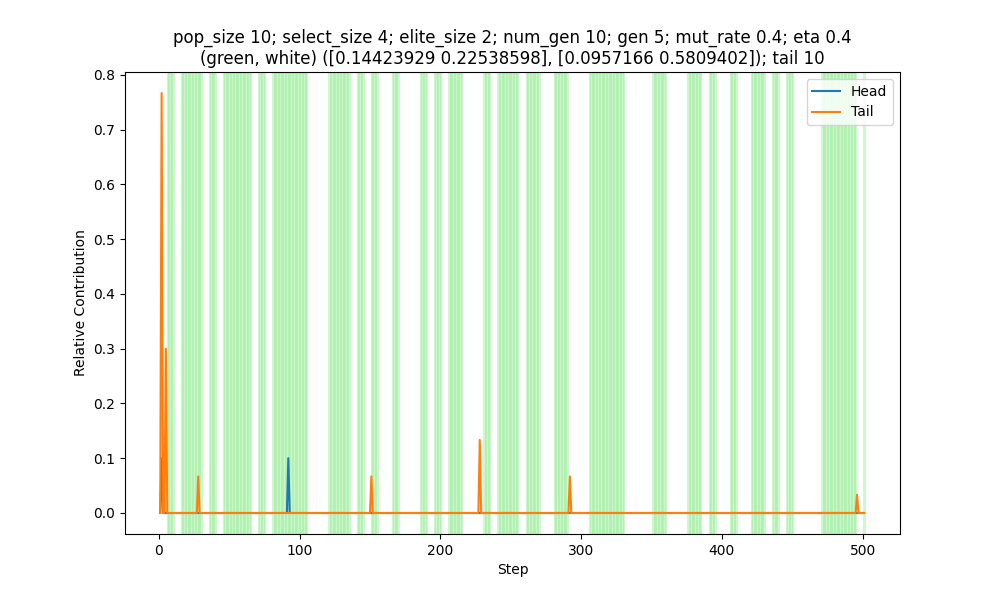 pop_size 10; select_size 4; elite_size 2; num_gen 10; gen 5; mut_rate 0.4; eta 0.4
(green, white) ([0.14423929 0.22538598], [0.0957166 0.5809402]); tail 10
Head
Tail
0.8
0.7
0.6
0.5
0.4
0.3
0.2
0.1
0.0
Relative Contribution
0
100
200
300
400
500
Step